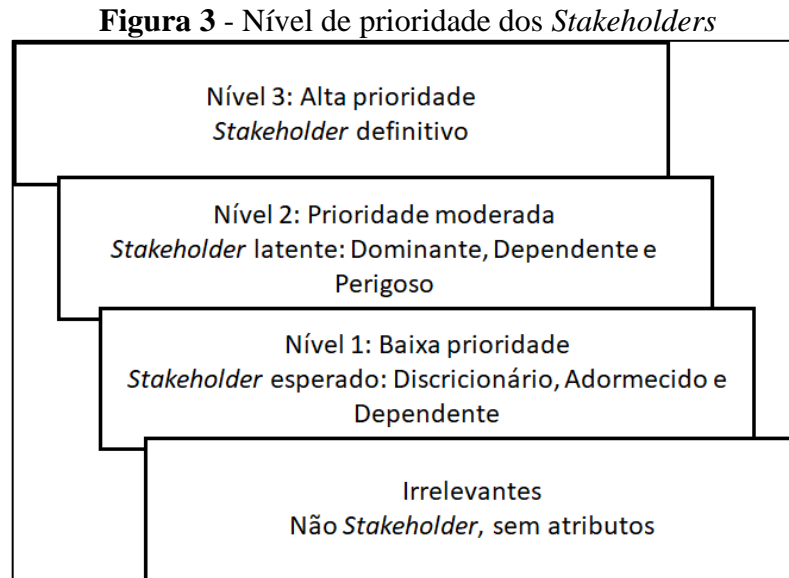 Figura 3 - Nível de prioridade dos Stakeholders
Nível 3: Alta prioridade
Stakeholder definitivo
Nível 2: Prioridade moderada
Stakeholder latente: Dominante, Dependente e
Perigoso
Nível 1: Baixa prioridade
Stakeholder esperado: Discricionário, Adormecido e
Dependente
Irrelevantes
Não Stakeholder, sem atributos